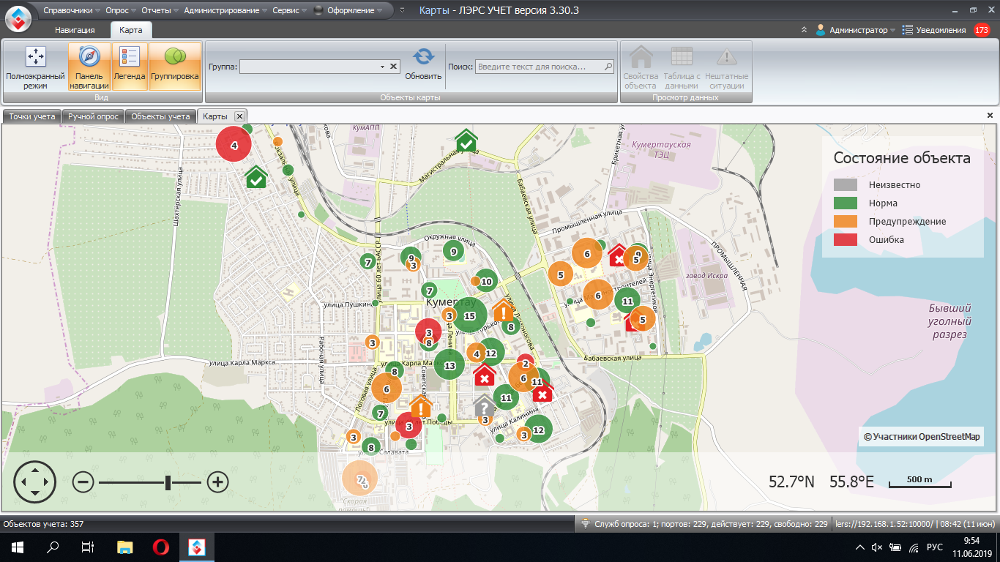 Справочники Опрос Отчеты Администрирование Сервис Оформление
Карты - ЛЭРС УЧЕТ версия 3.30.3
Навигация Карта
Администратор Уведомления 173
Полноэкранный режим
Панель навигации
Легенда
Группировка
Вид
Группа:
Обновить
Поиск: Введите текст для поиска...
Объекты карты
Свойства объекта
Таблица с данными
Нештатные ситуации
Просмотр данных
Точки учета Ручной опрос Объекты учета Карты
КумАПП
Магистральная улица
Брикетная ул
Кумертауская
ТЭЦ
Шахтёрская улица
Бабаевская улица
Промышленная улица
Окружная улица
ПРОМЫШЛЕННАЯ
завод Искра
улица Энергетиков
улица 60 лет БАССР
улица Пушкина
Кумертау
улица Ломоносова
Рабочая улица
улица Карла Маркса
улица Карла Маркс
Бабаевская улица
Логовая улица
Советская
улица Калинина
лет Победы
Салавата
Скорая
помощь
Бывший
угольный
разрез
4
7
9
3
9
10
7
15
3
8
3
8
3
4
12
13
8
6
7
3
3
8
7
2
6
11
11
3
3
12
6
5
9
5
6
11
5
Состояние объекта
Неизвестно
Норма
Предупреждение
Ошибка
© Участники OpenStreetMap
52.7°N 55.8°E 500 m
Объектов учета: 357
Служб опроса: 1; портов: 229, действует: 229, свободно: 229
lers://192.168.1.52:10000/ | 08:42 (11 июн)
РУС
9:54
11.06.2019